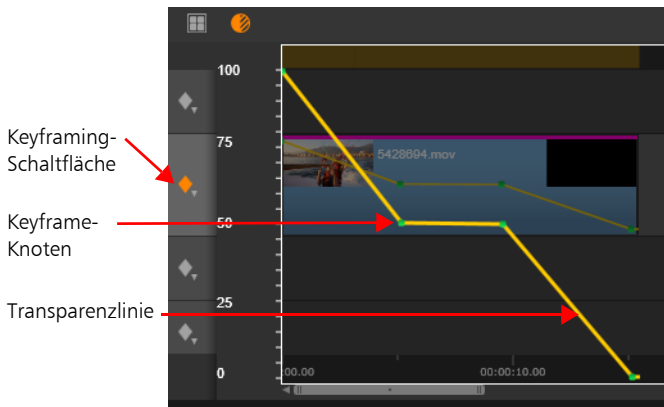 100
75
5428694.mov
Keyframing-
Schaltfläche
Keyframe-
Knoten
50
Transparenzlinie
25
0
:00.00
00:00:10.00